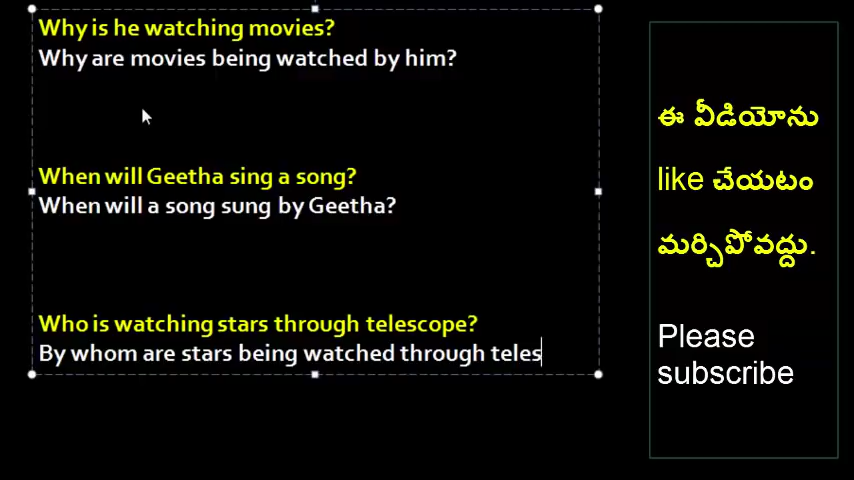 Why is he watching movies?
Why are movies being watched by him?
When will Geetha sing a song?
When will a song sung by Geetha?
Who is watching stars through telescope?
By whom are stars being watched through teles
ఈ వీడియోను
like చేయటం
మర్చిపోవద్దు.
Please
subscribe